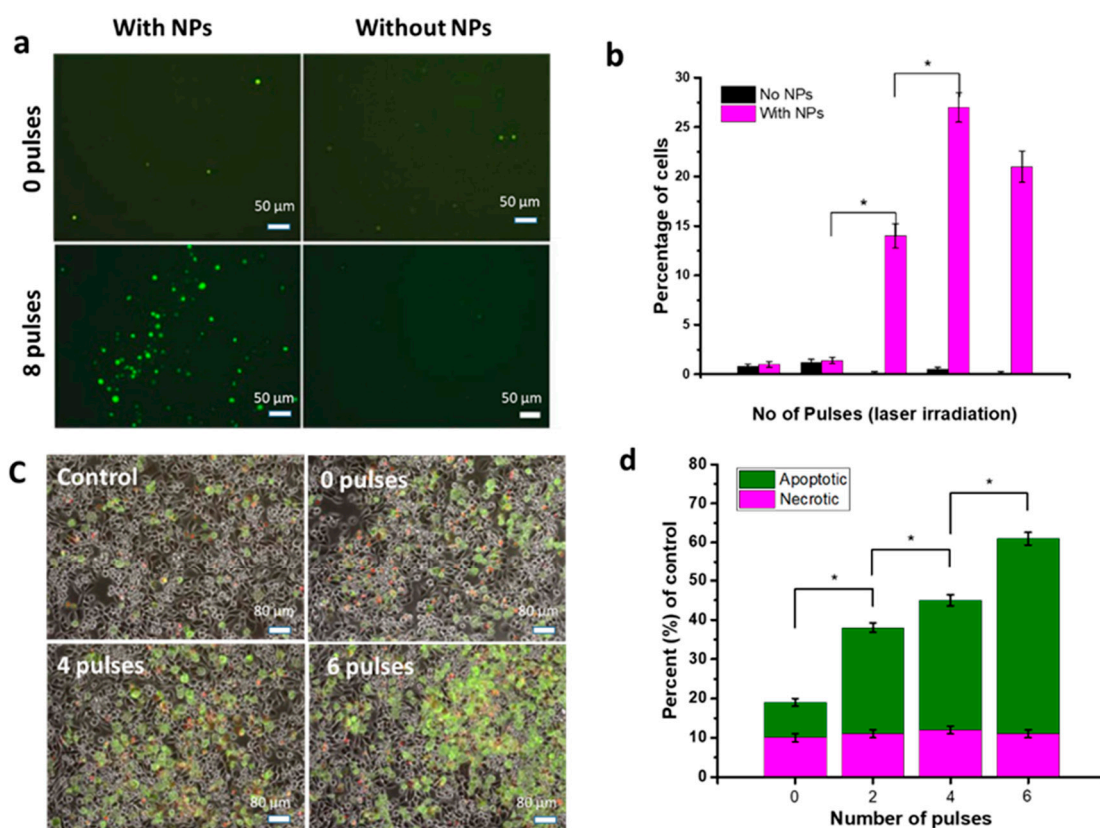 a
With NPs Without NPs
0 pulses
50 µm
50 µm
8 pulses
50 µm
50 µm
b
30
25
20
15
10
5
0
Percentage of cells
No NPs
With NPs
*
*
No of Pulses (laser irradiation)
c
Control
80 µm
0 pulses
80 µm
4 pulses
80 µm
6 pulses
80 µm
d
80
70
60
50
40
30
20
10
0
Percent (%) of control
Apoptotic
Necrotic
*
*
*
0 2 4 6
Number of pulses